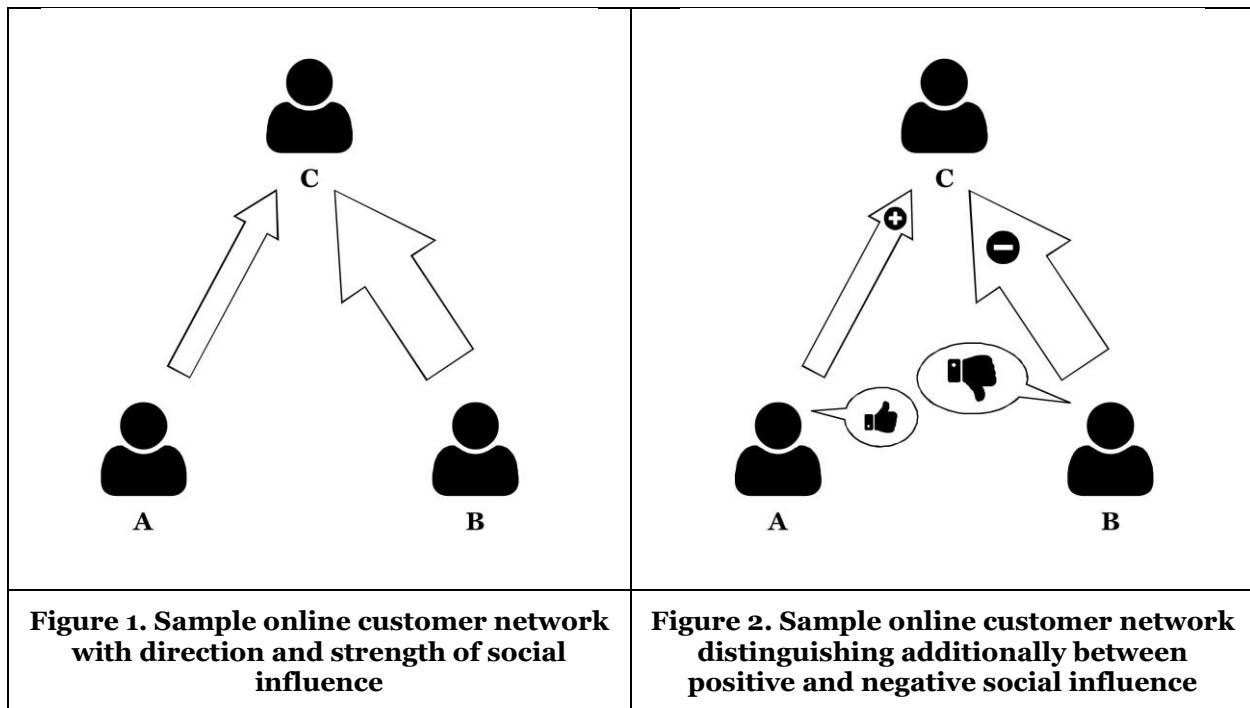 C
A
B
Figure 1. Sample online customer network
with direction and strength of social
influence
C
A
B
Figure 2. Sample online customer network
distinguishing additionally between
positive and negative social influence